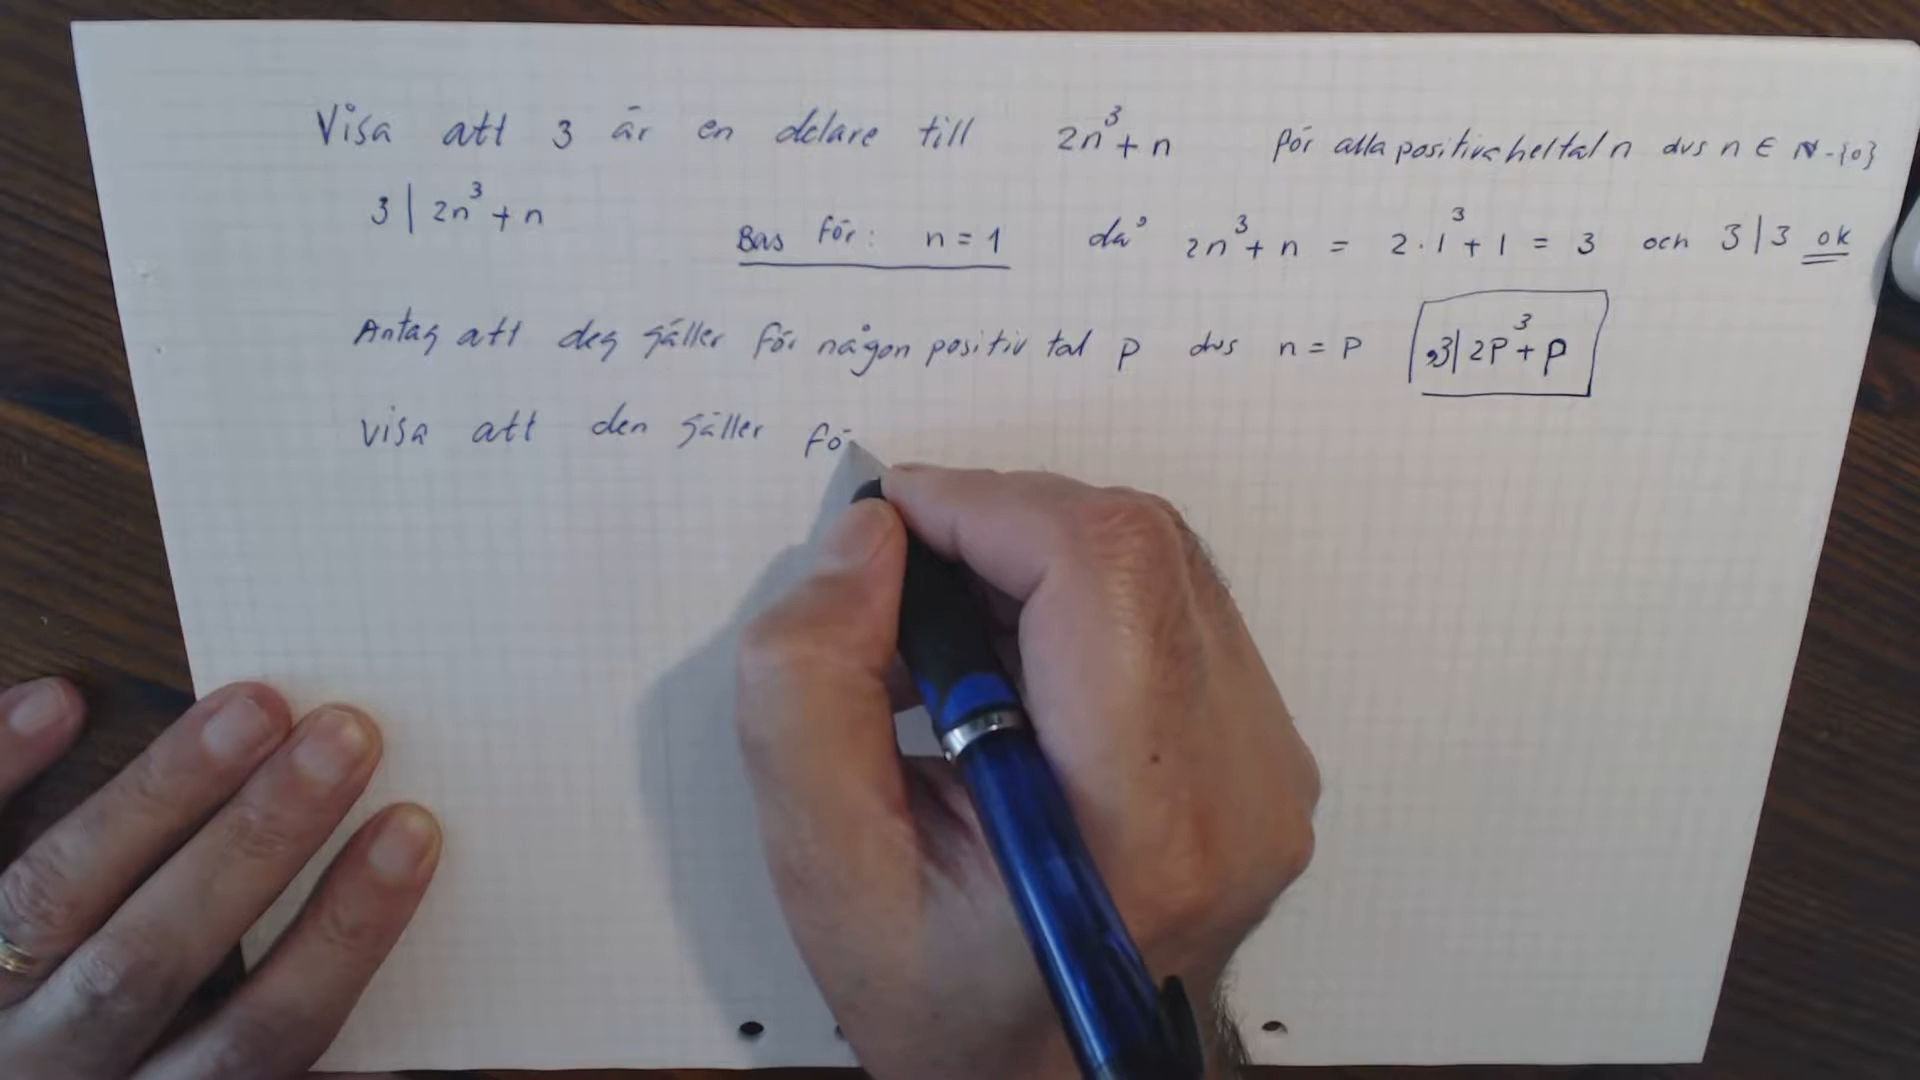 Visa att 3 är en delare till 2n³+n för alla positiva heltal n dvs n ∈ N-{0}
3 | 2n³+n
Bas för: n = 1 då 2n³+n = 2·1³+1 = 3 och 3|3 ok
Antag att deg gäller för någon positiv tal p dvs n = p 3| 2p³+p
visa att den gäller fö